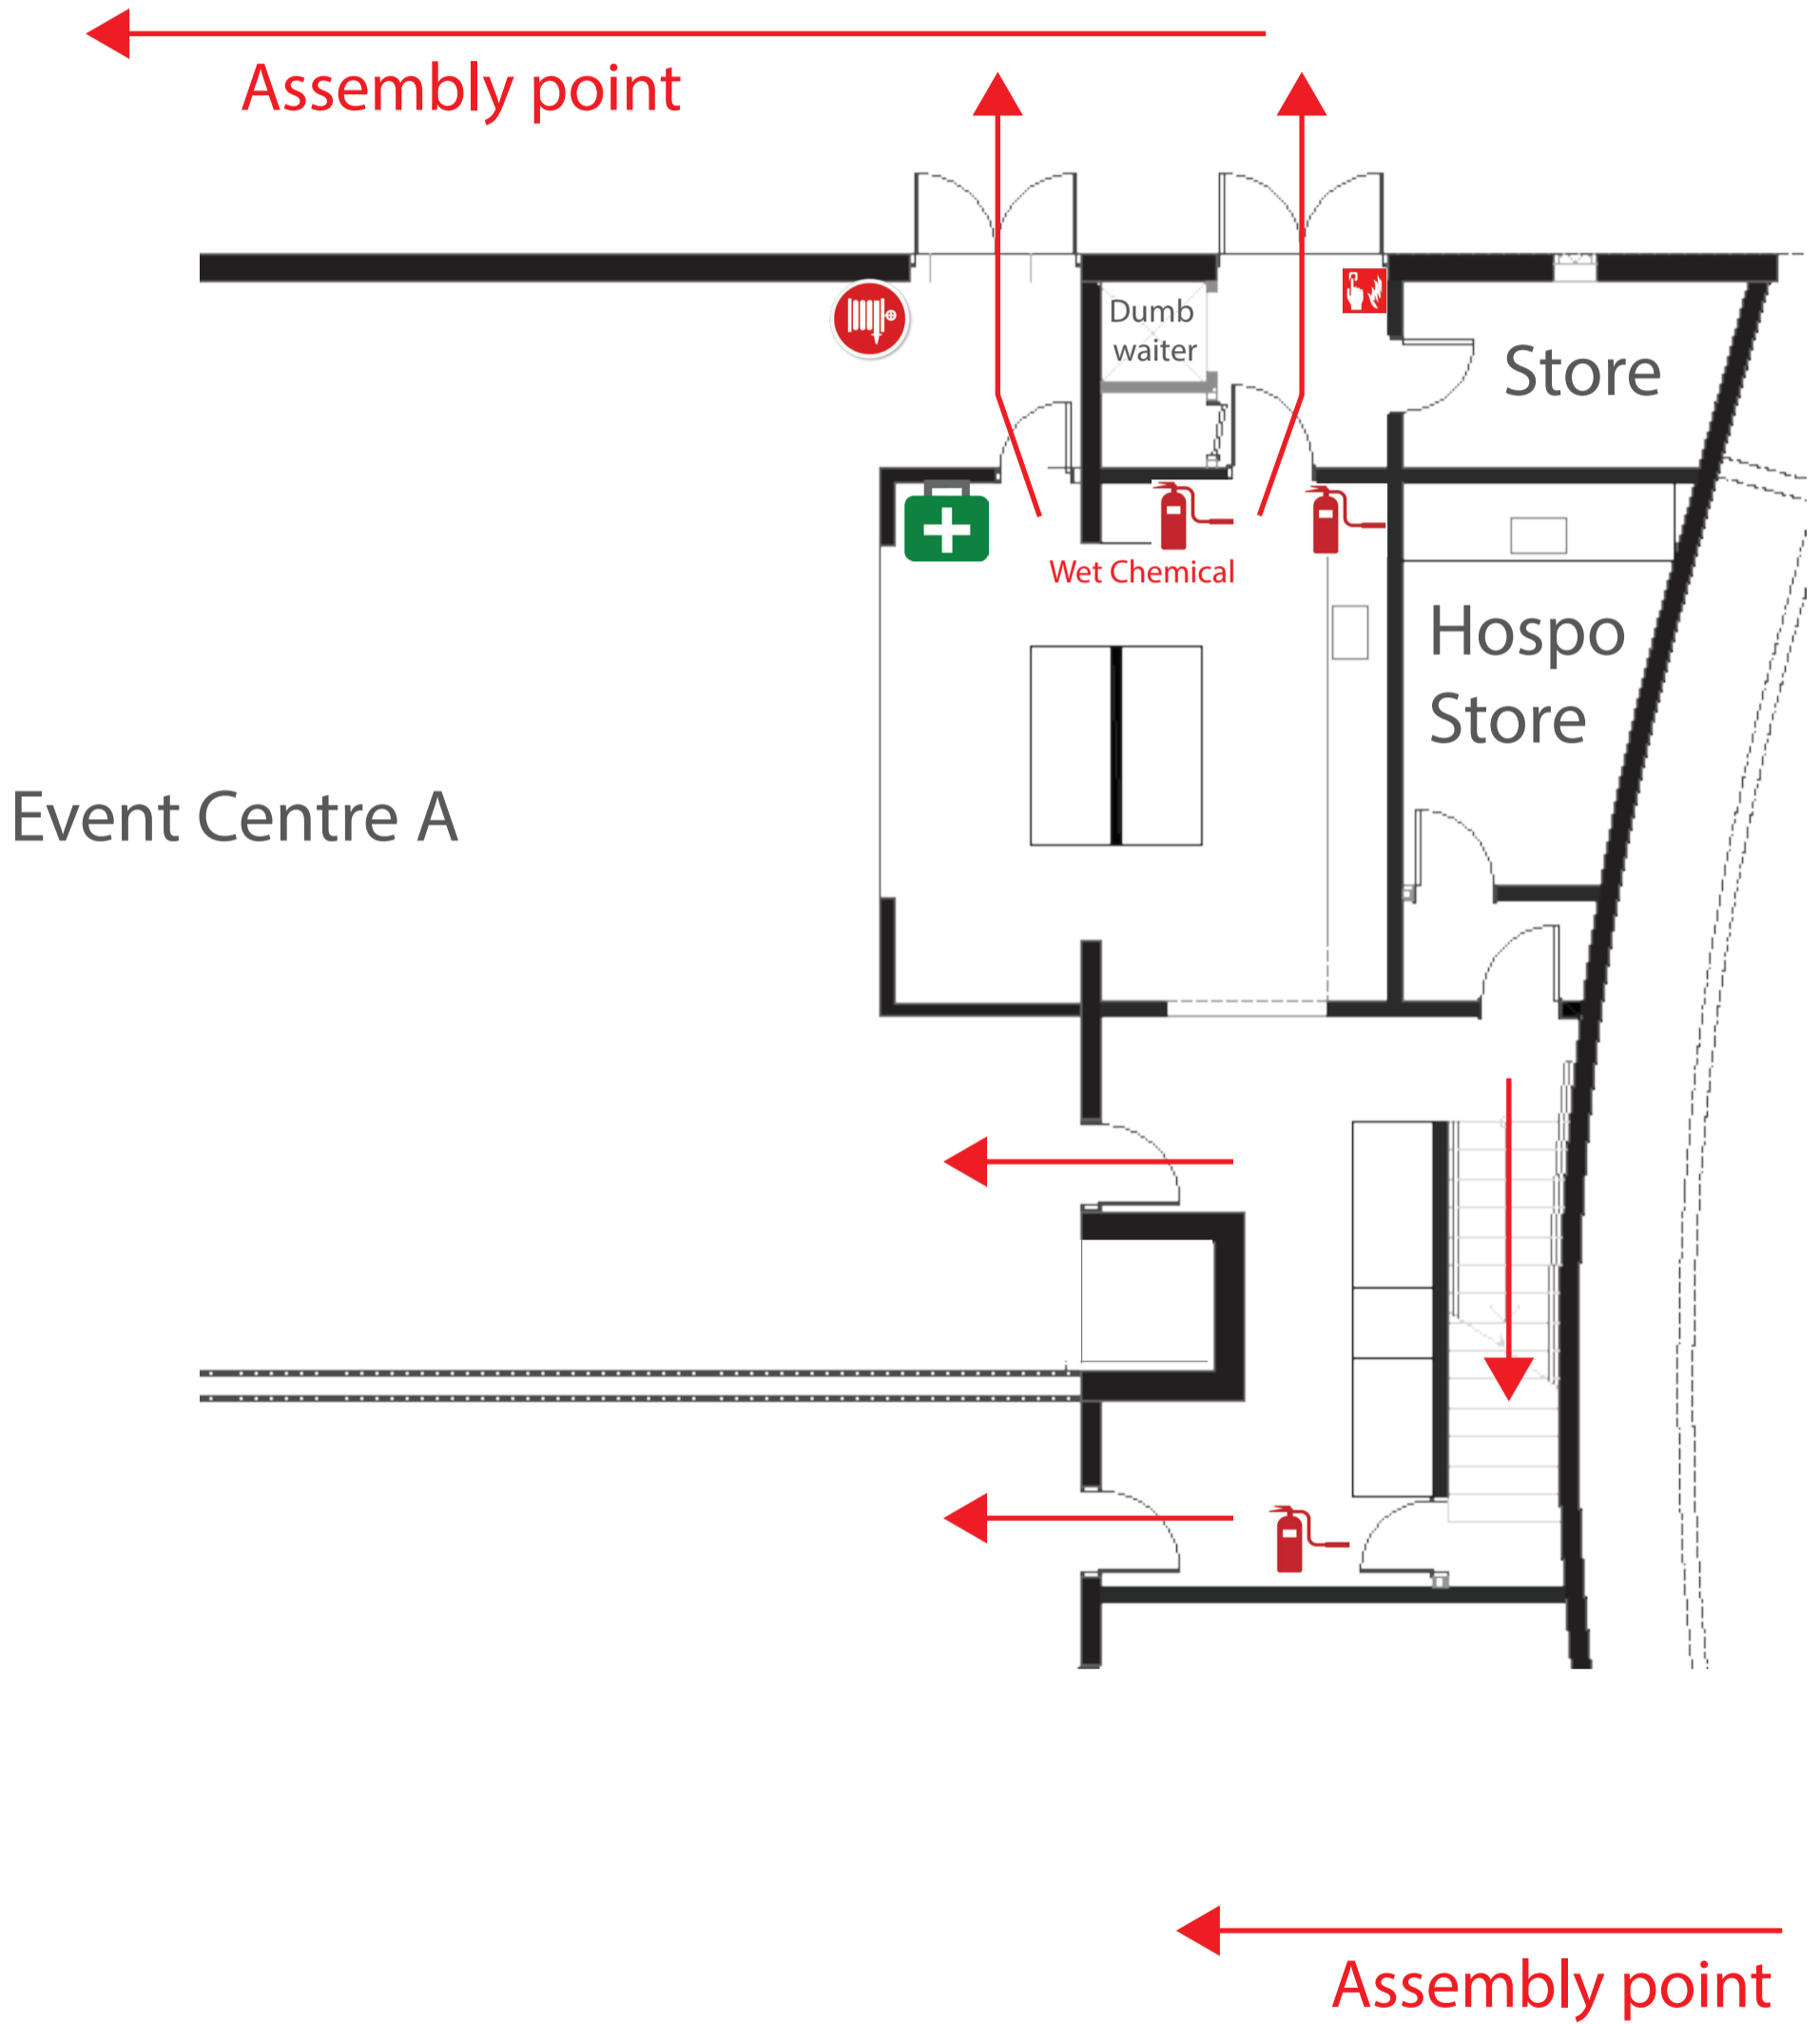 Assembly point
Dumb
waiter
Store
Wet Chemical
Hospo
Store
Event Centre A
Assembly point